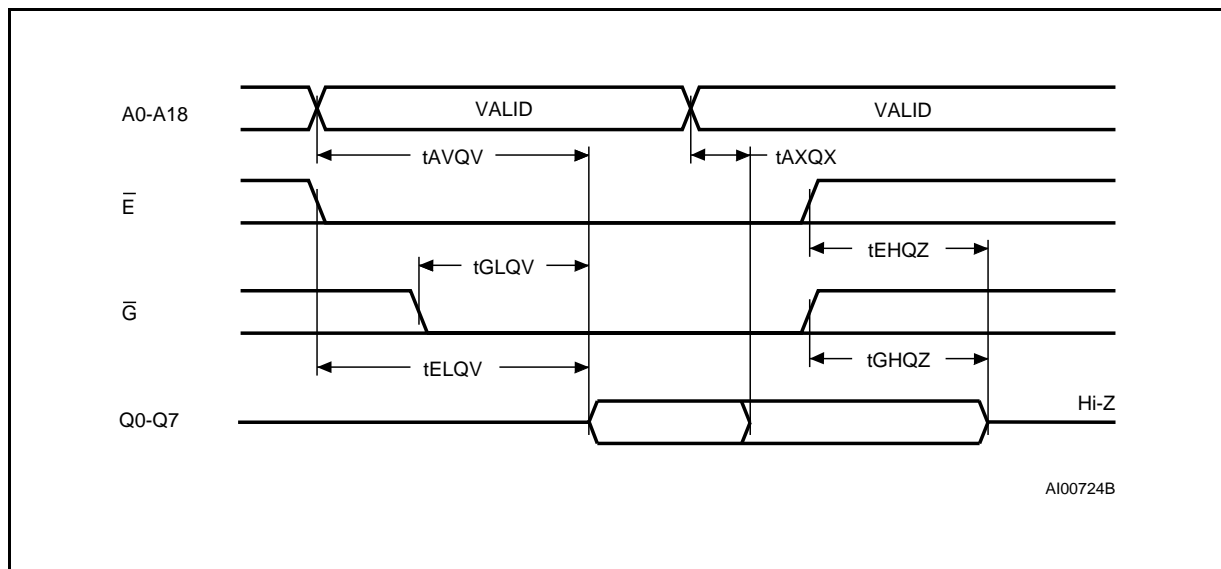 A0-A18
VALID
VALID
tAVQV
tAXQX
E̅
tEHQZ
tGLQV
G̅
tGHQZ
tELQV
Q0-Q7
Hi-Z
AI00724B